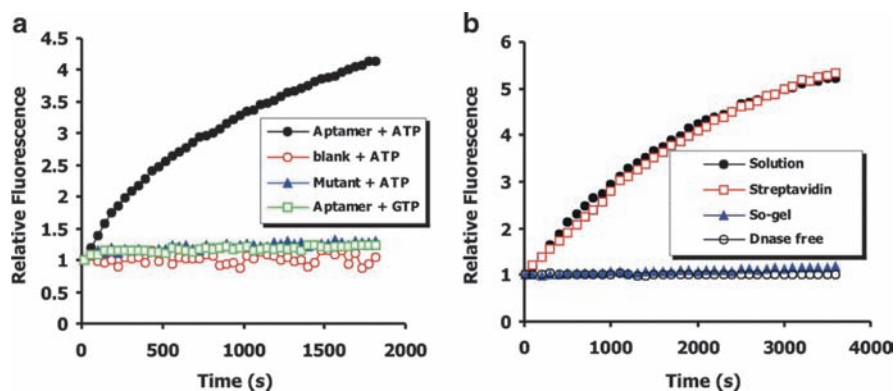 a
4.5
4
3.5
3
2.5
2
1.5
1
0.5
0
Relative Fluorescence
Aptamer + ATP
blank + ATP
Mutant + ATP
Aptamer + GTP
0 500 1000 1500 2000
Time (s)
b
6
5
4
3
2
1
0
Relative Fluorescence
Solution
Streptavidin
So-gel
Dnase free
0 1000 2000 3000 4000
Time (s)